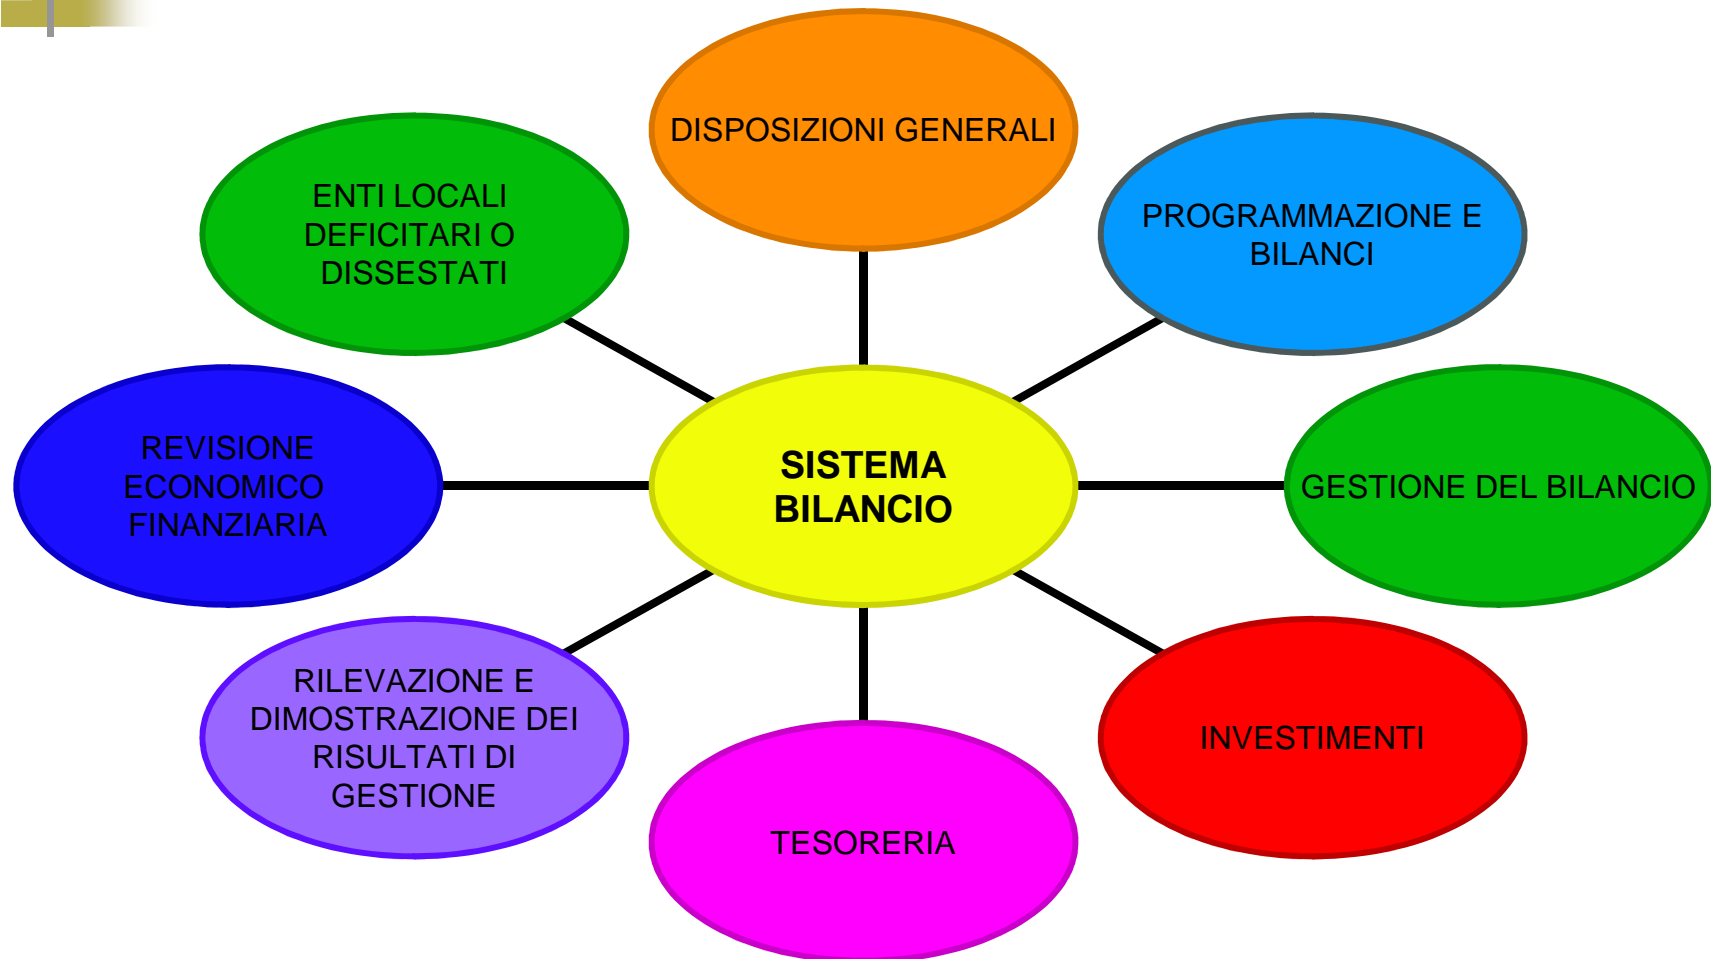 DISPOSIZIONI GENERALI
PROGRAMMAZIONE E
BILANCI
GESTIONE DEL BILANCIO
INVESTIMENTI
TESORERIA
RILEVAZIONE E
DIMOSTRAZIONE DEI
RISULTATI DI
GESTIONE
REVISIONE
ECONOMICO
FINANZIARIA
ENTI LOCALI
DEFICITARI O
DISSESTATI
SISTEMA
BILANCIO